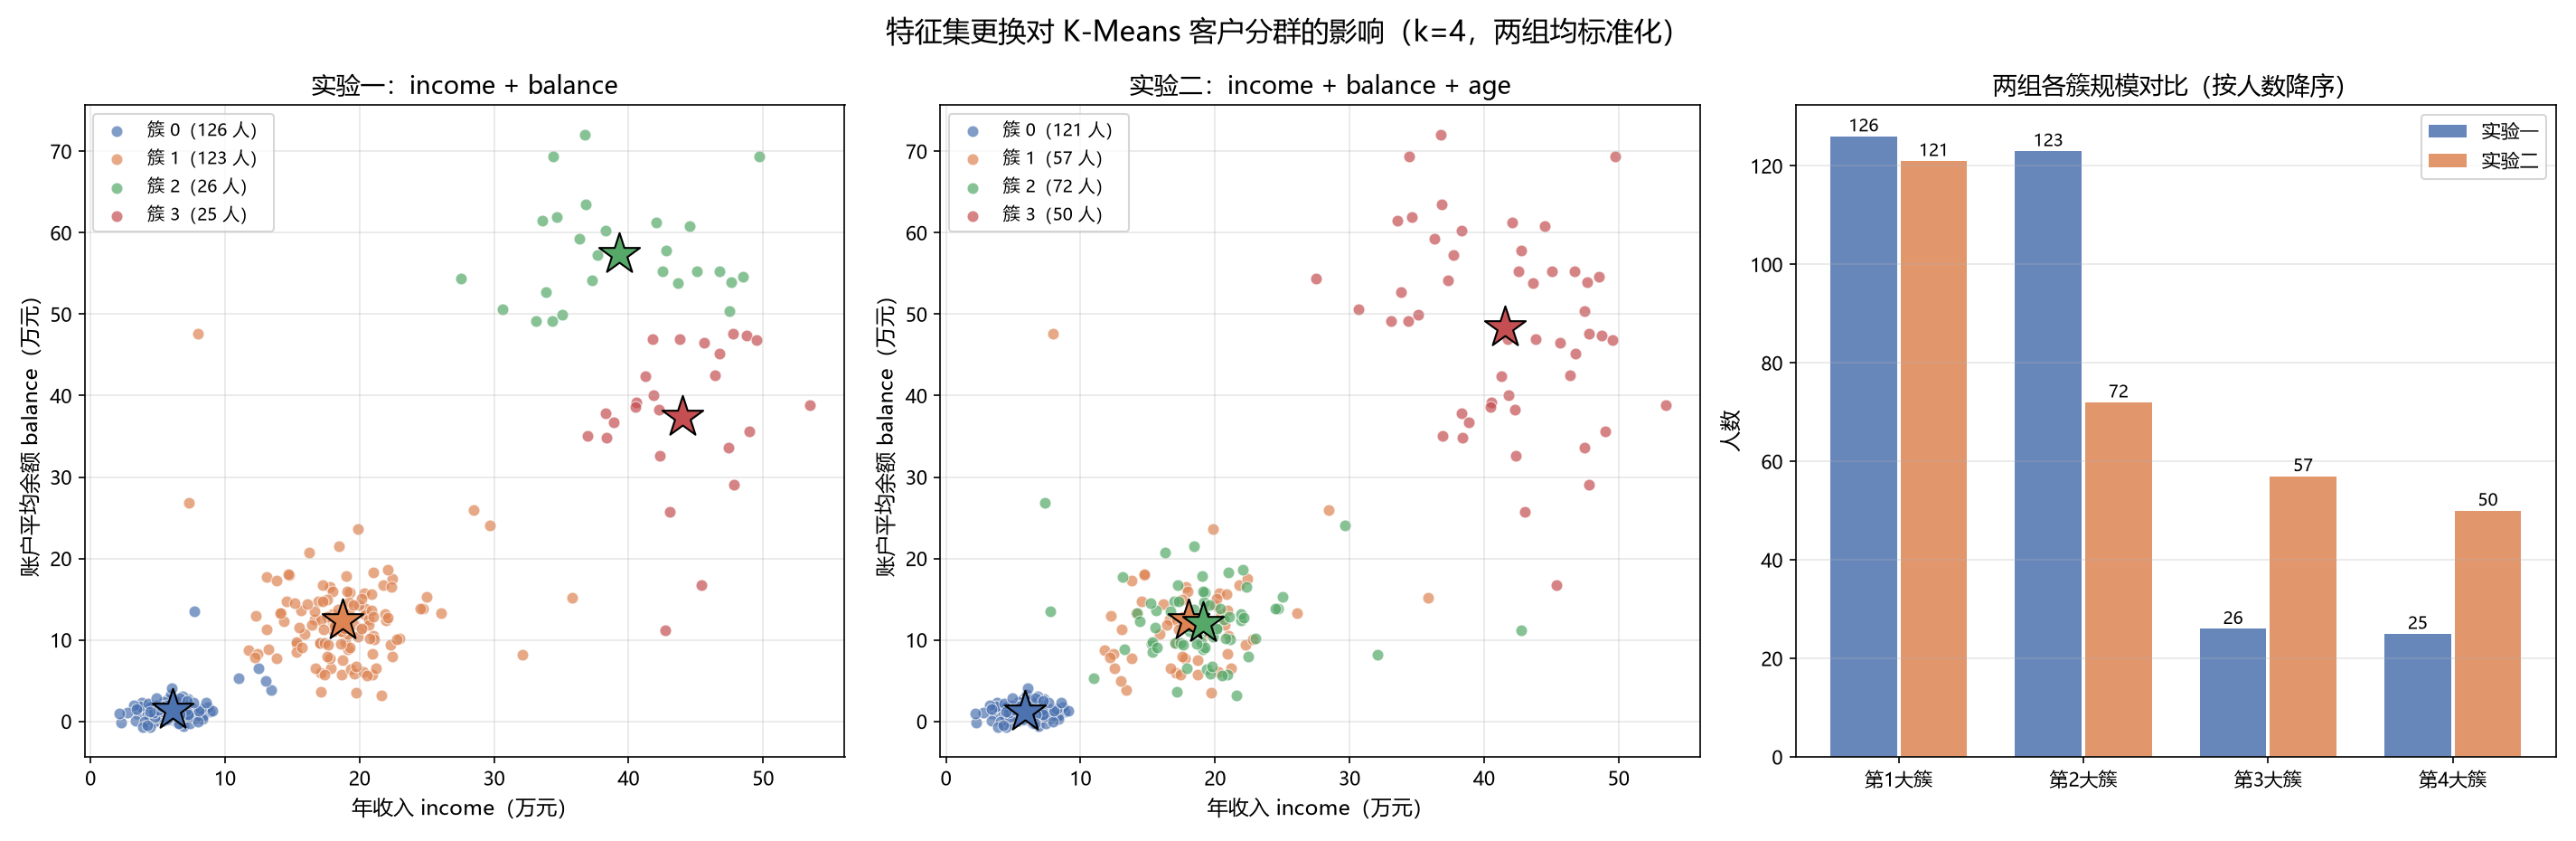 特征集更换对 K-Means 客户分群的影响（k=4，两组均标准化）
实验一：income + balance
簇 0（126 人）
簇 1（123 人）
簇 2（26 人）
簇 3（25 人）
账户平均余额 balance（万元）
70
60
50
40
30
20
10
0
0 10 20 30 40 50
年收入 income（万元）
实验二：income + balance + age
簇 0（121 人）
簇 1（57 人）
簇 2（72 人）
簇 3（50 人）
账户平均余额 balance（万元）
70
60
50
40
30
20
10
0
0 10 20 30 40 50
年收入 income（万元）
两组各簇规模对比（按人数降序）
实验一
实验二
人数
120
100
80
60
40
20
0
126 121 123 72 26 57 25 50
第1大簇 第2大簇 第3大簇 第4大簇